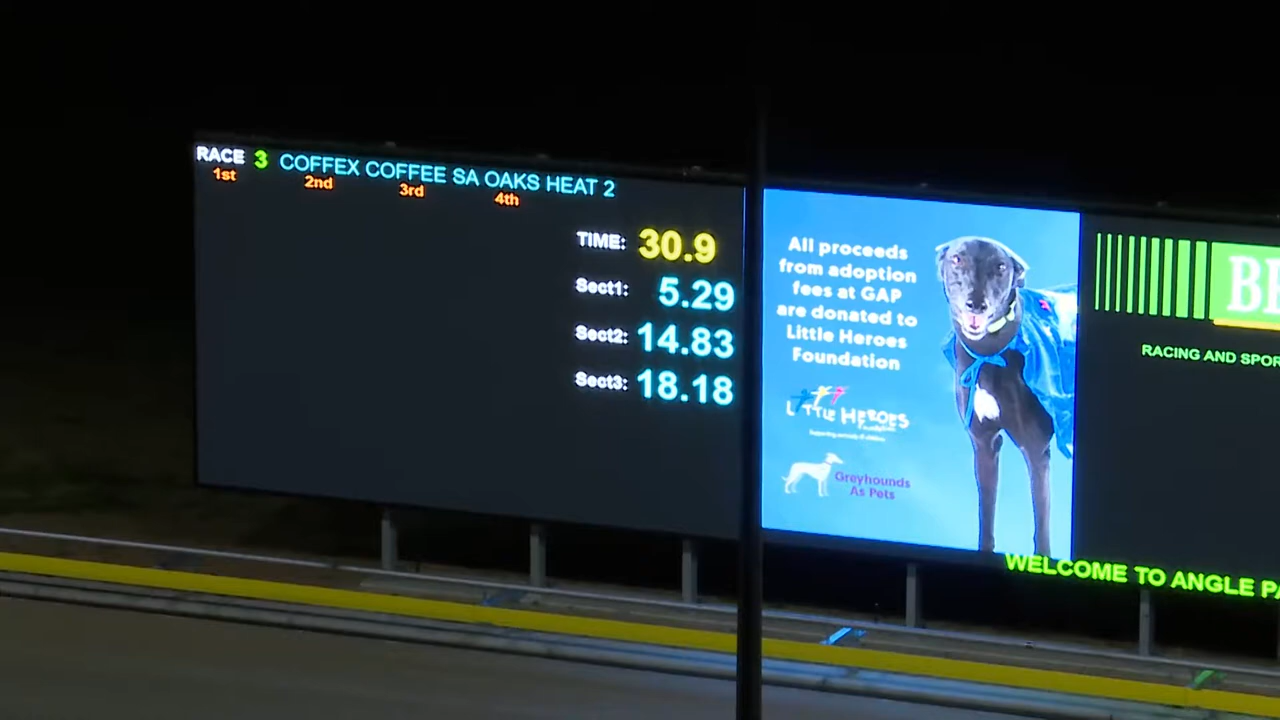 RACE 3 COFFEX COFFEE SA OAKS HEAT 2
1st 2nd 3rd 4th
TIME: 30.9
Sect1: 5.29
Sect2: 14.83
Sect3: 18.18
All proceeds
from adoption
fees at GAP
are donated to
Little Heroes
Foundation
LITTLE HEROES
Foundation
Greyhounds
As Pets
RACING AND SPOR
WELCOME TO ANGLE PA